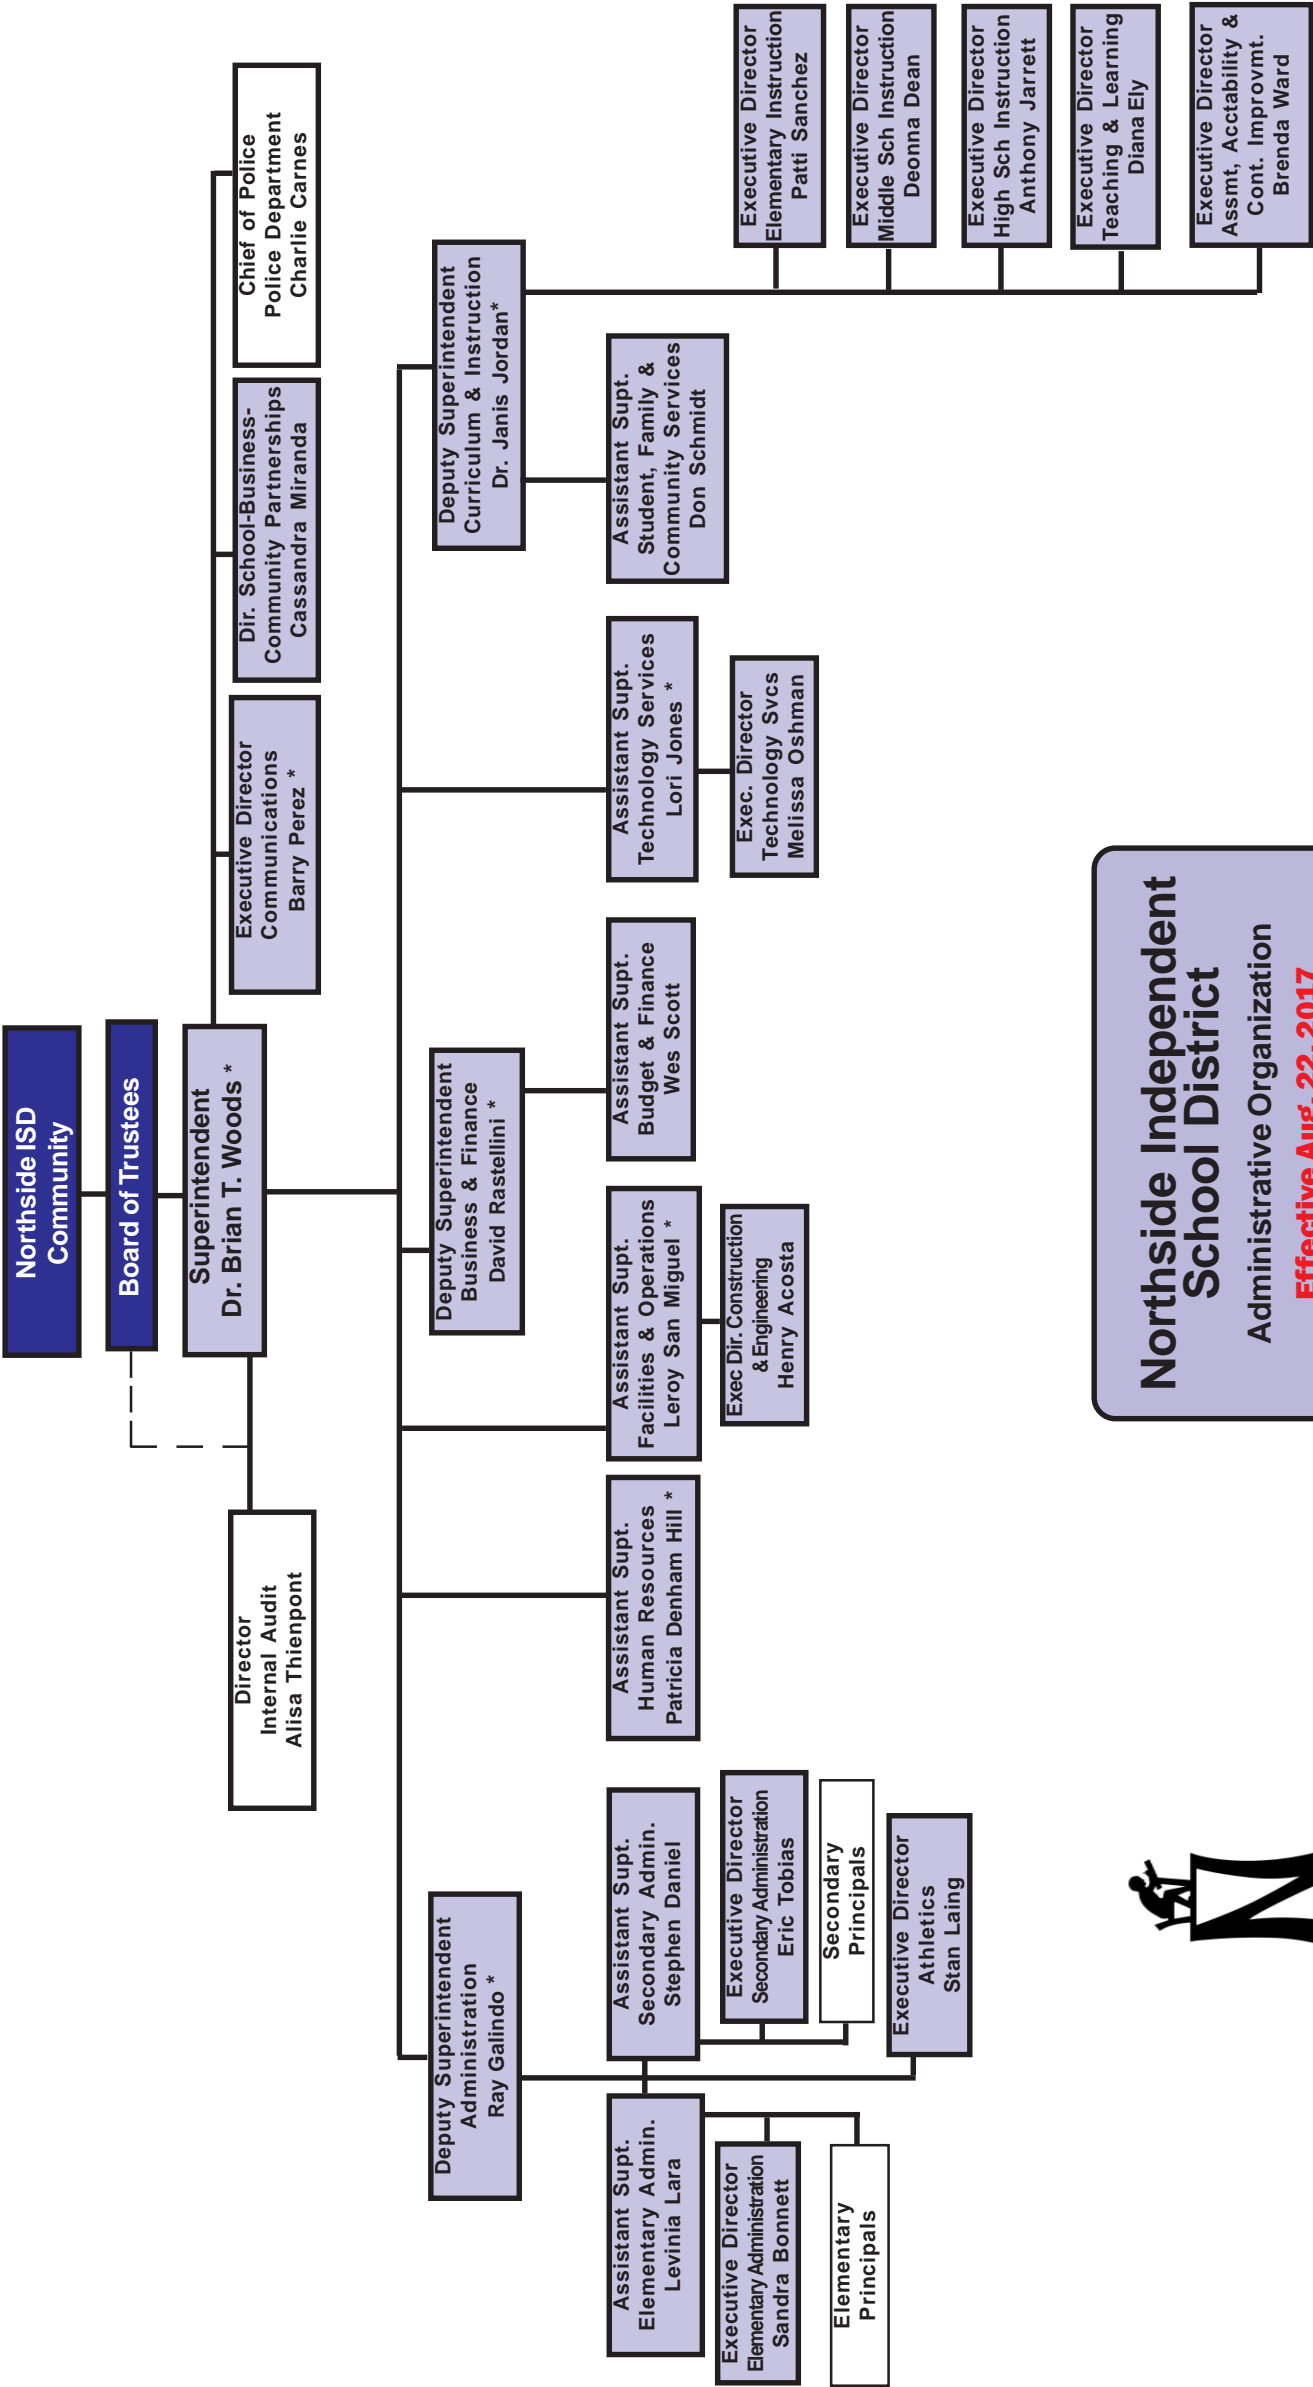 Northside ISD
Community
Board of Trustees
Superintendent
Dr. Brian T. Woods *
Director
Internal Audit
Alisa Thienpont
Executive Director
Communications
Barry Perez *
Dir. School-Business-
Community Partnerships
Cassandra Miranda
Chief of Police
Police Department
Charlie Carnes
Deputy Superintendent
Administration
Ray Galindo *
Deputy Superintendent
Business & Finance
David Rastellini *
Deputy Superintendent
Curriculum & Instruction
Dr. Janis Jordan*
Assistant Supt.
Elementary Admin.
Levinia Lara
Assistant Supt.
Secondary Admin.
Stephen Daniel
Assistant Supt.
Human Resources
Patricia Denham Hill *
Assistant Supt.
Facilities & Operations
Leroy San Miguel *
Assistant Supt.
Budget & Finance
Wes Scott
Assistant Supt.
Technology Services
Lori Jones *
Assistant Supt.
Student, Family &
Community Services
Don Schmidt
Executive Director
Elementary Administration
Sandra Bonnett
Elementary
Principals
Executive Director
Secondary Administration
Eric Tobias
Secondary
Principals
Executive Director
Athletics
Stan Laing
Exec Dir. Construction
& Engineering
Henry Acosta
Exec. Director
Technology Svcs
Melissa Oshman
Executive Director
Elementary Instruction
Patti Sanchez
Executive Director
Middle Sch Instruction
Deonna Dean
Executive Director
High Sch Instruction
Anthony Jarrett
Executive Director
Teaching & Learning
Diana Ely
Executive Director
Assmt, Acctability &
Cont. Improvmt.
Brenda Ward
N
Northside Independent
School District
Administrative Organization
Effective Aug. 22, 2017